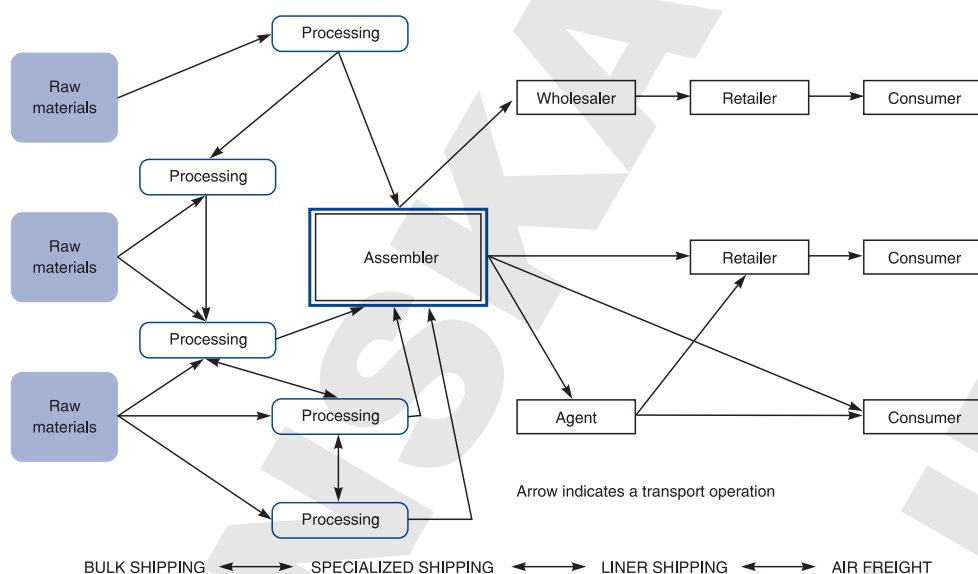 Processing
Raw
materials
Wholesaler
Retailer
Consumer
Processing
Raw
materials
Assembler
Retailer
Consumer
Processing
Raw
materials
Processing
Agent
Consumer
Processing
Arrow indicates a transport operation
BULK SHIPPING SPECIALIZED SHIPPING LINER SHIPPING AIR FREIGHT
NSKA